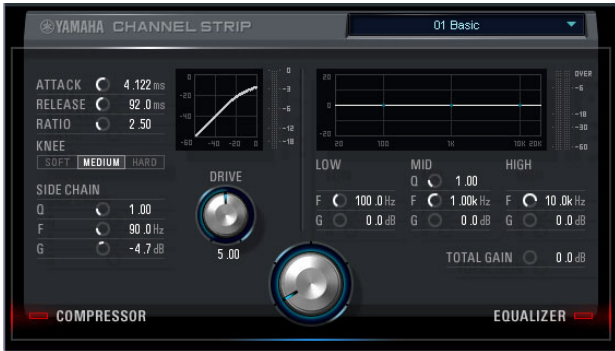 YAMAHA CHANNEL STRIP
01 Basic
ATTACK 4.122 ms
RELEASE 92.0 ms
RATIO 2.50
KNEE
SOFT MEDIUM HARD
SIDE CHAIN
Q 1.00
F 90.0 Hz
G -4.7 dB
0
-20
-40
-60 -40 -20 0
0
-3
-6
-12
-18
DRIVE
5.00
20
0
-20
20 100 1K 10K 20K
OVER
-6
-18
-30
-60
LOW MID HIGH
Q 1.00
F 100.0 Hz F 1.00k Hz F 10.0k Hz
G 0.0 dB G 0.0 dB G 0.0 dB
TOTAL GAIN 0.0 dB
COMPRESSOR
EQUALIZER